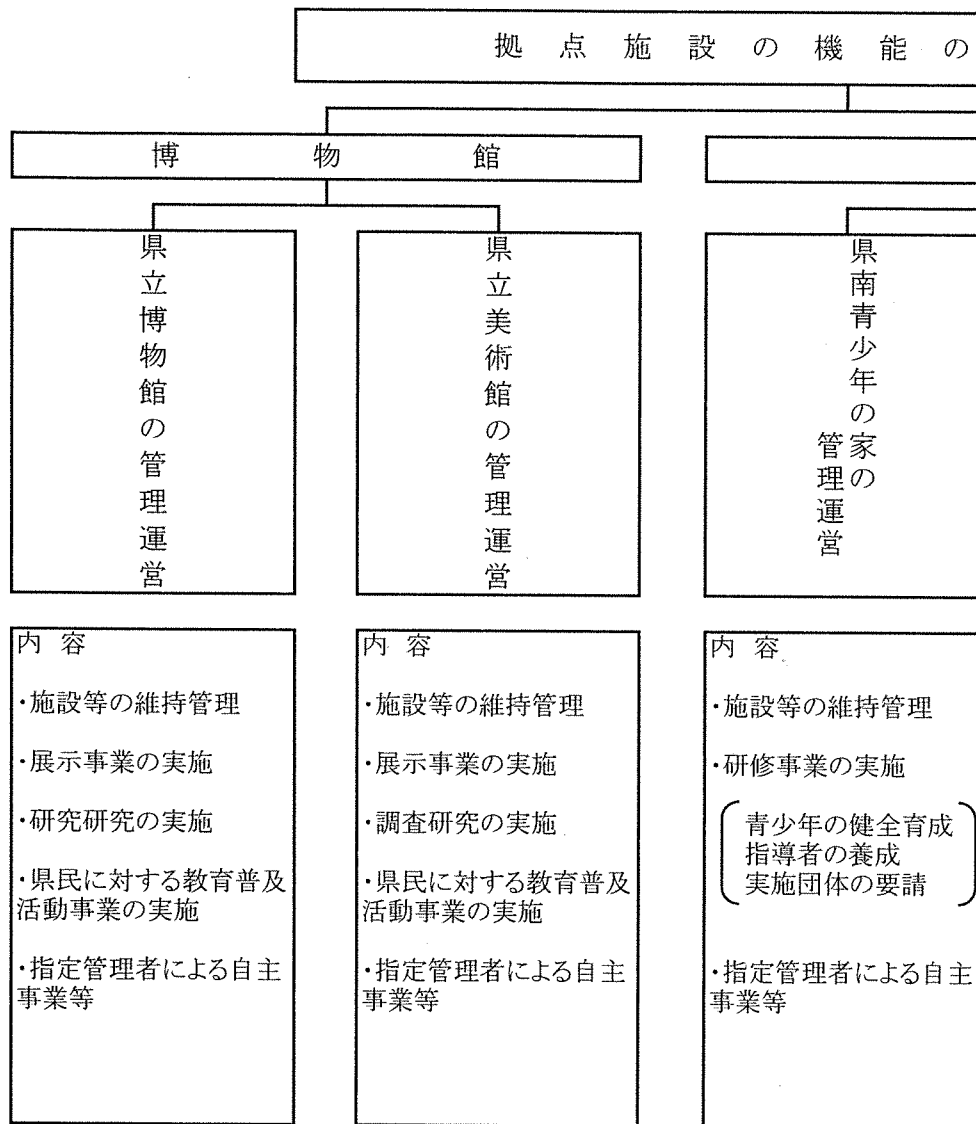 拠点施設の機能の
博物館
県立博物館の管理運営
県立美術館の管理運営
県南青少年の家の
管理運営
内 容
・施設等の維持管理
・展示事業の実施
・研究研究の実施
・県民に対する教育普及
活動事業の実施
・指定管理者による自主
事業等
内 容
・施設等の維持管理
・展示事業の実施
・調査研究の実施
・県民に対する教育普及
活動事業の実施
・指定管理者による自主
事業等
内 容
・施設等の維持管理
・研修事業の実施
青少年の健全育成
指導者の養成
実施団体の要請
・指定管理者による自主
事業等